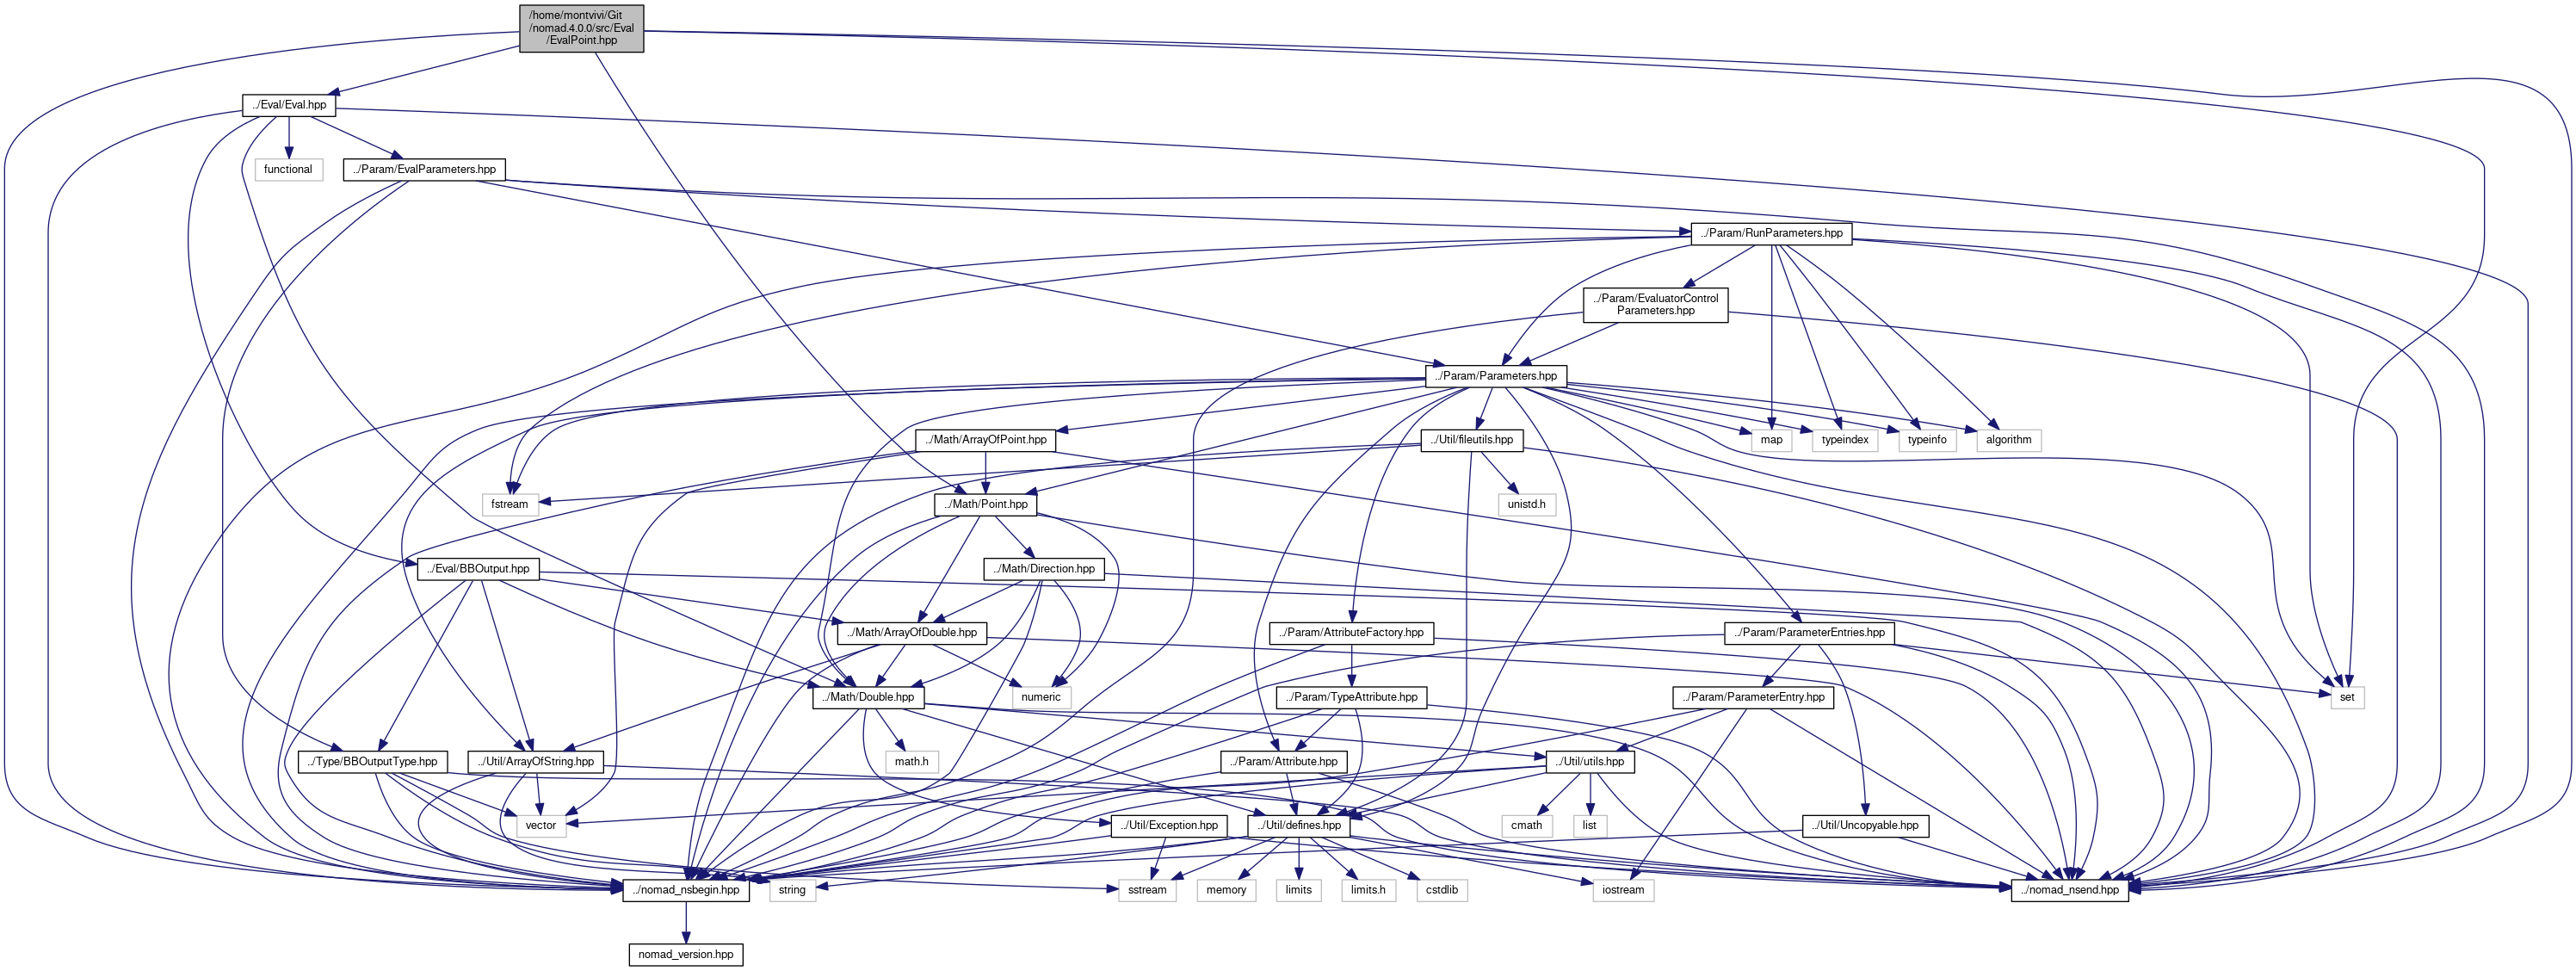 /home/montvivi/Git
/nomad.4.0.0/src/Eval
/EvalPoint.hpp
../Eval/Eval.hpp
functional
../Param/EvalParameters.hpp
../Param/RunParameters.hpp
../Param/EvaluatorControl
Parameters.hpp
../Param/Parameters.hpp
../Math/ArrayOfPoint.hpp
../Util/fileutils.hpp
map
typeindex
typeinfo
algorithm
fstream
../Math/Point.hpp
unistd.h
../Eval/BBOutput.hpp
../Math/Direction.hpp
../Math/ArrayOfDouble.hpp
../Param/AttributeFactory.hpp
../Param/ParameterEntries.hpp
../Math/Double.hpp
numeric
../Param/TypeAttribute.hpp
../Param/ParameterEntry.hpp
set
../Type/BBOutputType.hpp
../Util/ArrayOfString.hpp
math.h
../Param/Attribute.hpp
../Util/utils.hpp
vector
../Util/Exception.hpp
../Util/defines.hpp
cmath
list
../Util/Uncopyable.hpp
../nomad_nsbegin.hpp
string
sstream
memory
limits
limits.h
cstdlib
iostream
../nomad_nsend.hpp
nomad_version.hpp